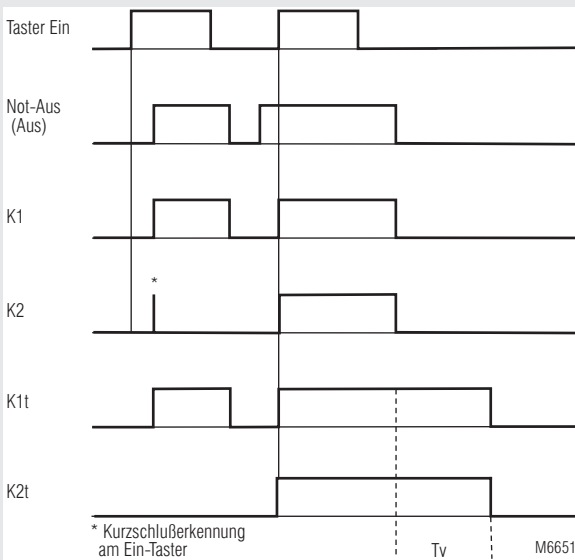 Taster Ein
Not-Aus
(Aus)
K1
*
K2
K1t
K2t
* Kurzschlußerkennung
am Ein-Taster
Tv
M6651